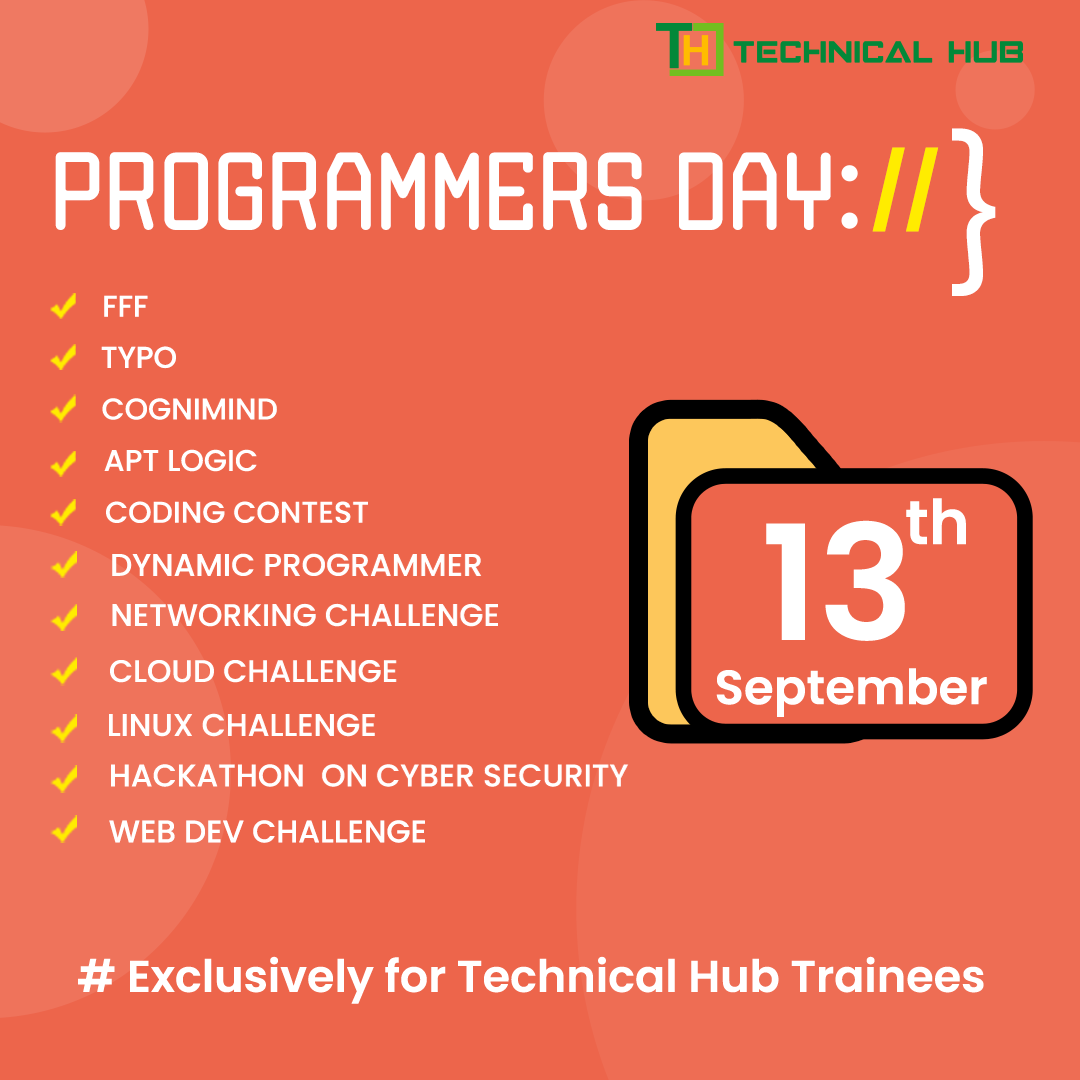 TH TECHNICAL HUB
PROGRAMMERS DAY://}
FFF
TYPO
COGNIMIND
APT LOGIC
CODING CONTEST
DYNAMIC PROGRAMMER
NETWORKING CHALLENGE
CLOUD CHALLENGE
LINUX CHALLENGE
HACKATHON ON CYBER SECURITY
WEB DEV CHALLENGE
13th
September
# Exclusively for Technical Hub Trainees